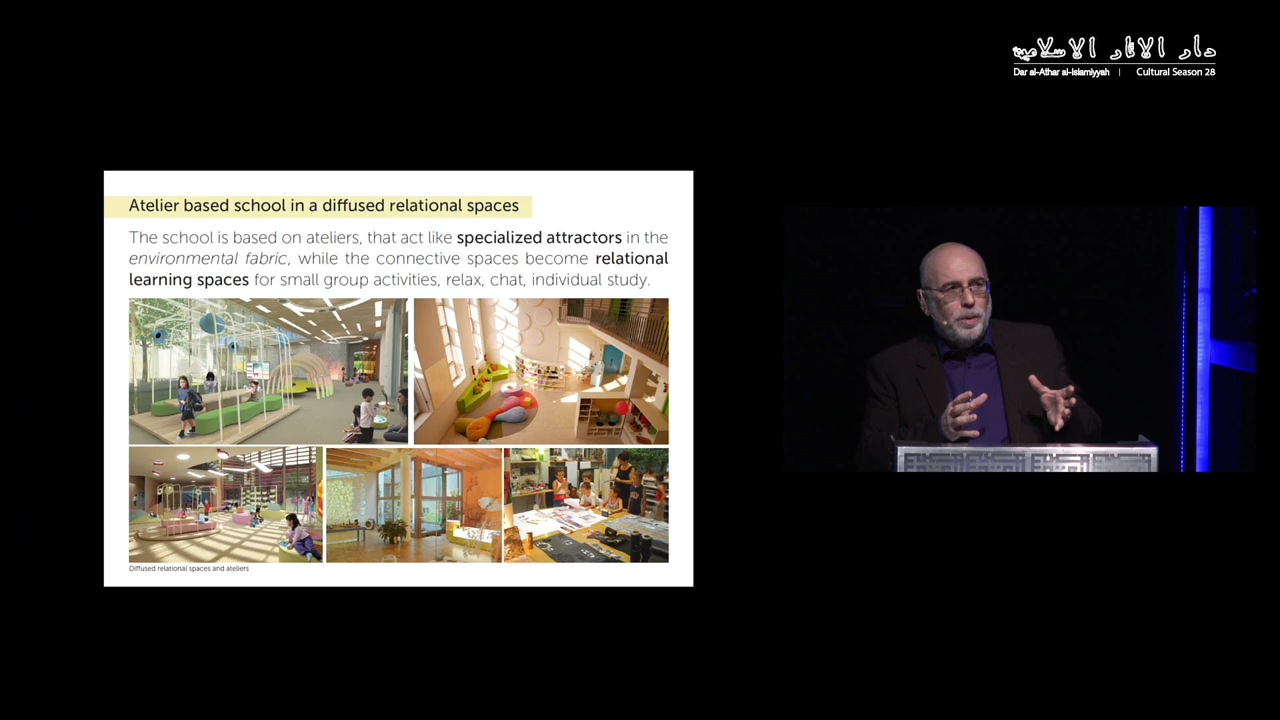 دار الآثار الإسلامية
Dar al-Athar al-Islamiyyah | Cultural Season 28
Atelier based school in a diffused relational spaces
The school is based on ateliers, that act like specialized attractors in the
environmental fabric, while the connective spaces become relational
learning spaces for small group activities, relax, chat, individual study.
Diffused relational spaces and ateliers